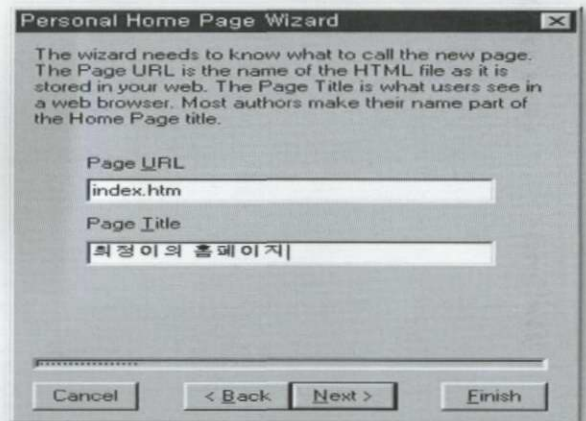 Personal Home Page Wizard
The wizard needs to know what to call the new page.
The Page URL is the name of the HTML file as it is
stored in your web. The Page Title is what users see in
a web browser. Most authors make their name part of
the Home Page title.
Page URL
index.htm
Page Title
최정이의 홈페이지
Cancel
< Back
Next >
Finish